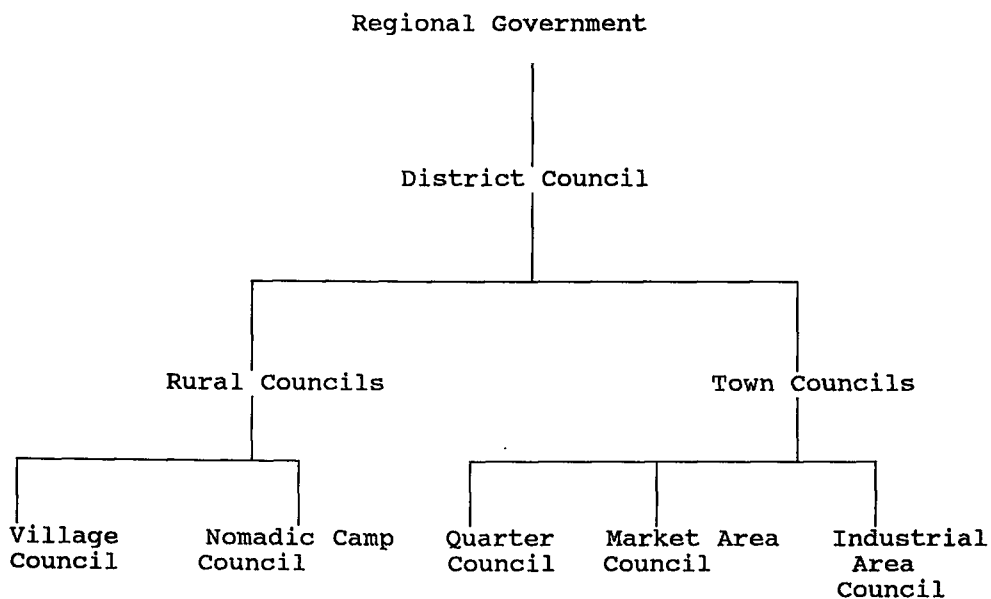 Regional Government
District Council
Rural Councils
Town Councils
Village
Council
Nomadic Camp
Council
Quarter
Council
Market Area
Council
Industrial
Area
Council